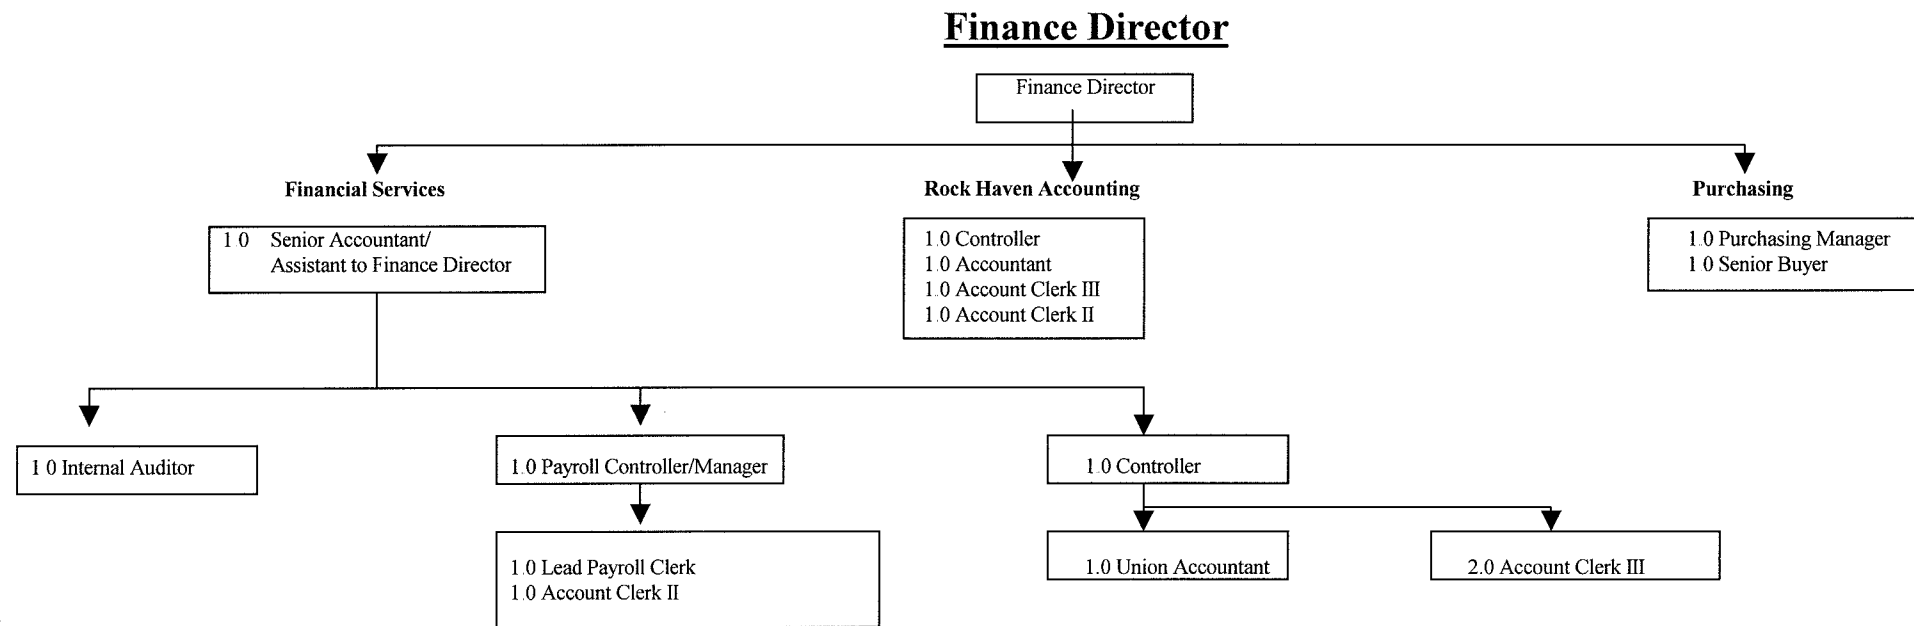 Finance Director
Finance Director
Financial Services
Rock Haven Accounting
Purchasing
1 0 Senior Accountant/
Assistant to Finance Director
1.0 Controller
1.0 Accountant
1.0 Account Clerk III
1.0 Account Clerk II
1.0 Purchasing Manager
1.0 Senior Buyer
1 0 Internal Auditor
1.0 Payroll Controller/Manager
1.0 Controller
1.0 Lead Payroll Clerk
1.0 Account Clerk II
1.0 Union Accountant
2.0 Account Clerk III